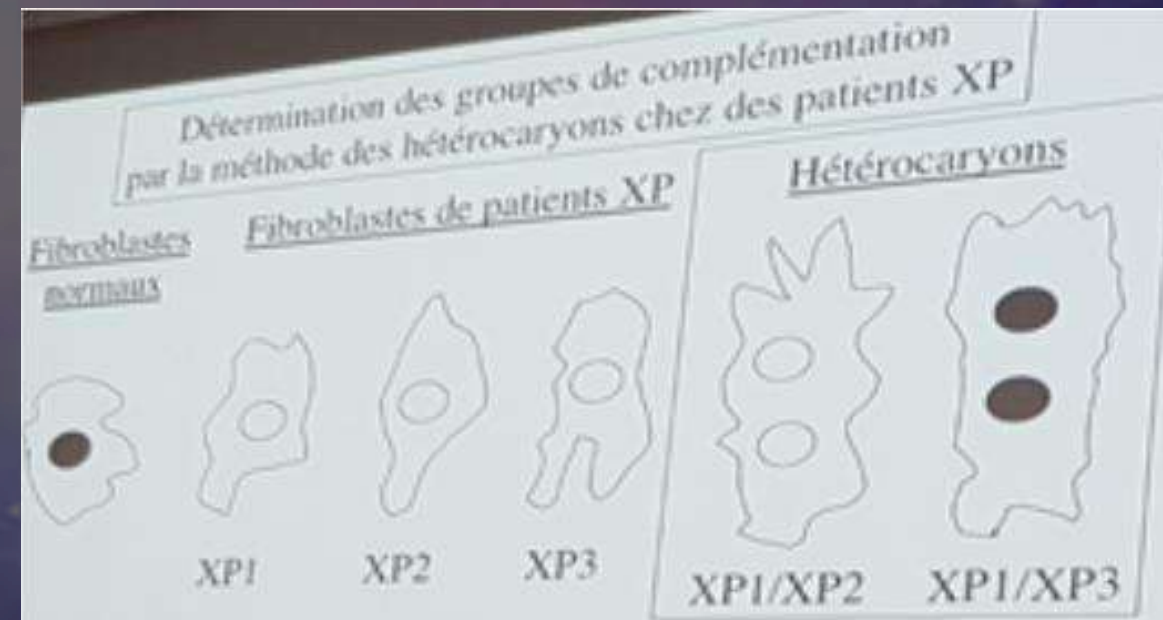 Détermination des groupes de complémentation
par la méthode des hétérocaryons chez des patients XP
Fibroblastes
normaux
Fibroblastes de patients XP
Hétérocaryons
XP1
XP2
XP3
XP1/XP2
XP1/XP3